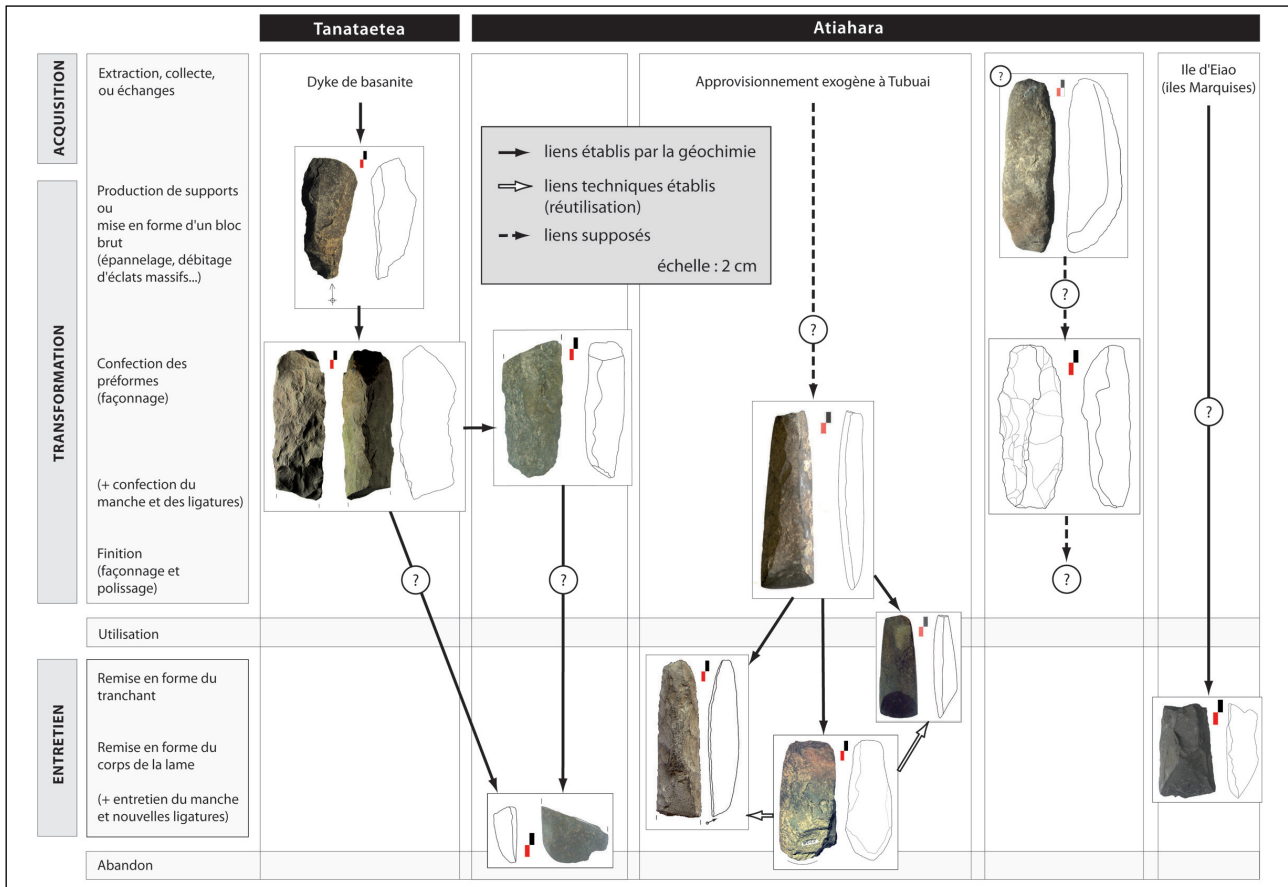 Tanataetea
Atiahara
ACQUISITION
Extraction, collecte,
ou échanges
Dyke de basanite
Approvisionnement exogène à Tubuai
?
Ile d'Eiao
(iles Marquises)
liens établis par la géochimie
liens techniques établis
(réutilisation)
liens supposés
échelle : 2 cm
TRANSFORMATION
Production de supports
ou
mise en forme d'un bloc
brut
(épannelage, débitage
d'éclats massifs...)
?
?
Confection des
préformes
(façonnage)
?
(+ confection du
manche et des ligatures)
Finition
(façonnage et
polissage)
?
?
?
Utilisation
ENTRETIEN
Remise en forme du
tranchant
Remise en forme du
corps de la lame
(+ entretien du manche
et nouvelles ligatures)
Abandon